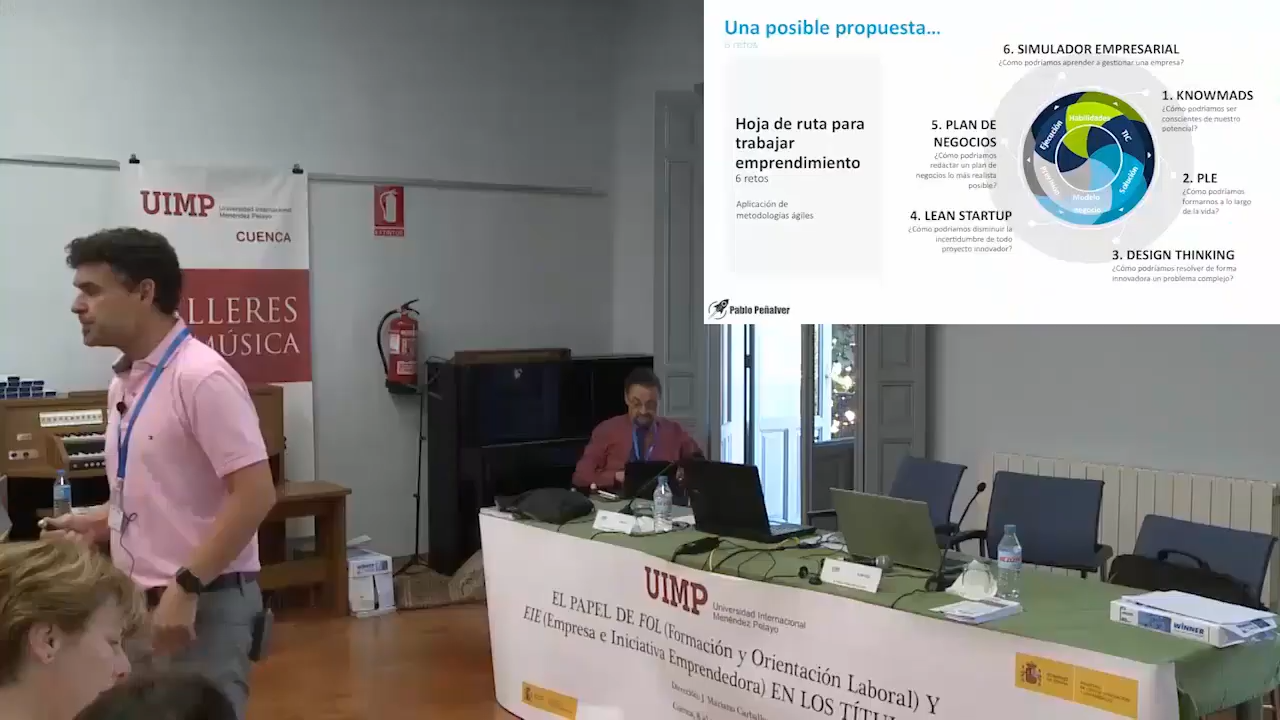 Una posible propuesta...
6 retos
Hoja de ruta para
trabajar
emprendimiento
6 retos
Aplicación de
metodologías ágiles
6. SIMULADOR EMPRESARIAL
¿Cómo podríamos aprender a gestionar una empresa?
1. KNOWMADS
¿Cómo podríamos ser
conscientes de nuestro
potencial?
2. PLE
¿Cómo podríamos
formarnos a lo largo
de la vida?
3. DESIGN THINKING
¿Cómo podríamos resolver de forma
innovadora un problema complejo?
4. LEAN STARTUP
¿Cómo podríamos disminuir la
incertidumbre de todo
proyecto innovador?
5. PLAN DE
NEGOCIOS
¿Cómo podríamos
redactar un plan de
negocios lo más realista
posible?
Habilidades
TIC
Solución
Modelo
negocio
Ejecución
Pablo Peñalver
UIMP
Universidad Internacional
Menéndez Pelayo
CUENCA
LLERES
MÚSICA
EXTINTOR
UIMP
Universidad Internacional
Menéndez Pelayo
EL PAPEL DE FOL (Formación y Orientación Laboral) Y
EIE (Empresa e Iniciativa Emprendedora) EN LOS TÍTU
WINNER